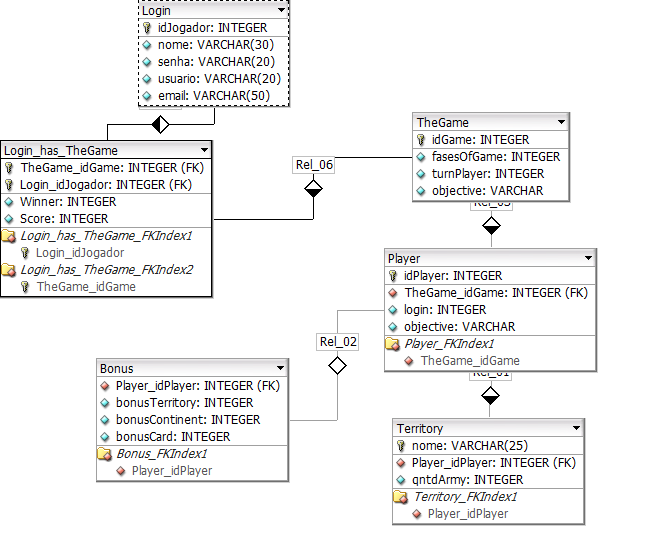 Login
idJogador: INTEGER
nome: VARCHAR(30)
senha: VARCHAR(20)
usuario: VARCHAR(20)
email: VARCHAR(50)
Login_has_TheGame
TheGame_idGame: INTEGER (FK)
Login_idJogador: INTEGER (FK)
Winner: INTEGER
Score: INTEGER
Login_has_TheGame_FKIndex1
Login_idJogador
Login_has_TheGame_FKIndex2
TheGame_idGame
Rel_06
TheGame
idGame: INTEGER
fasesOfGame: INTEGER
turnPlayer: INTEGER
objective: VARCHAR
Rel_03
Player
idPlayer: INTEGER
TheGame_idGame: INTEGER (FK)
login: INTEGER
objective: VARCHAR
Player_FKIndex1
TheGame_idGame
Rel_02
Bonus
Player_idPlayer: INTEGER (FK)
bonusTerritory: INTEGER
bonusContinent: INTEGER
bonusCard: INTEGER
Bonus_FKIndex1
Player_idPlayer
Rel_01
Territory
nome: VARCHAR(25)
Player_idPlayer: INTEGER (FK)
qntdArmy: INTEGER
Territory_FKIndex1
Player_idPlayer